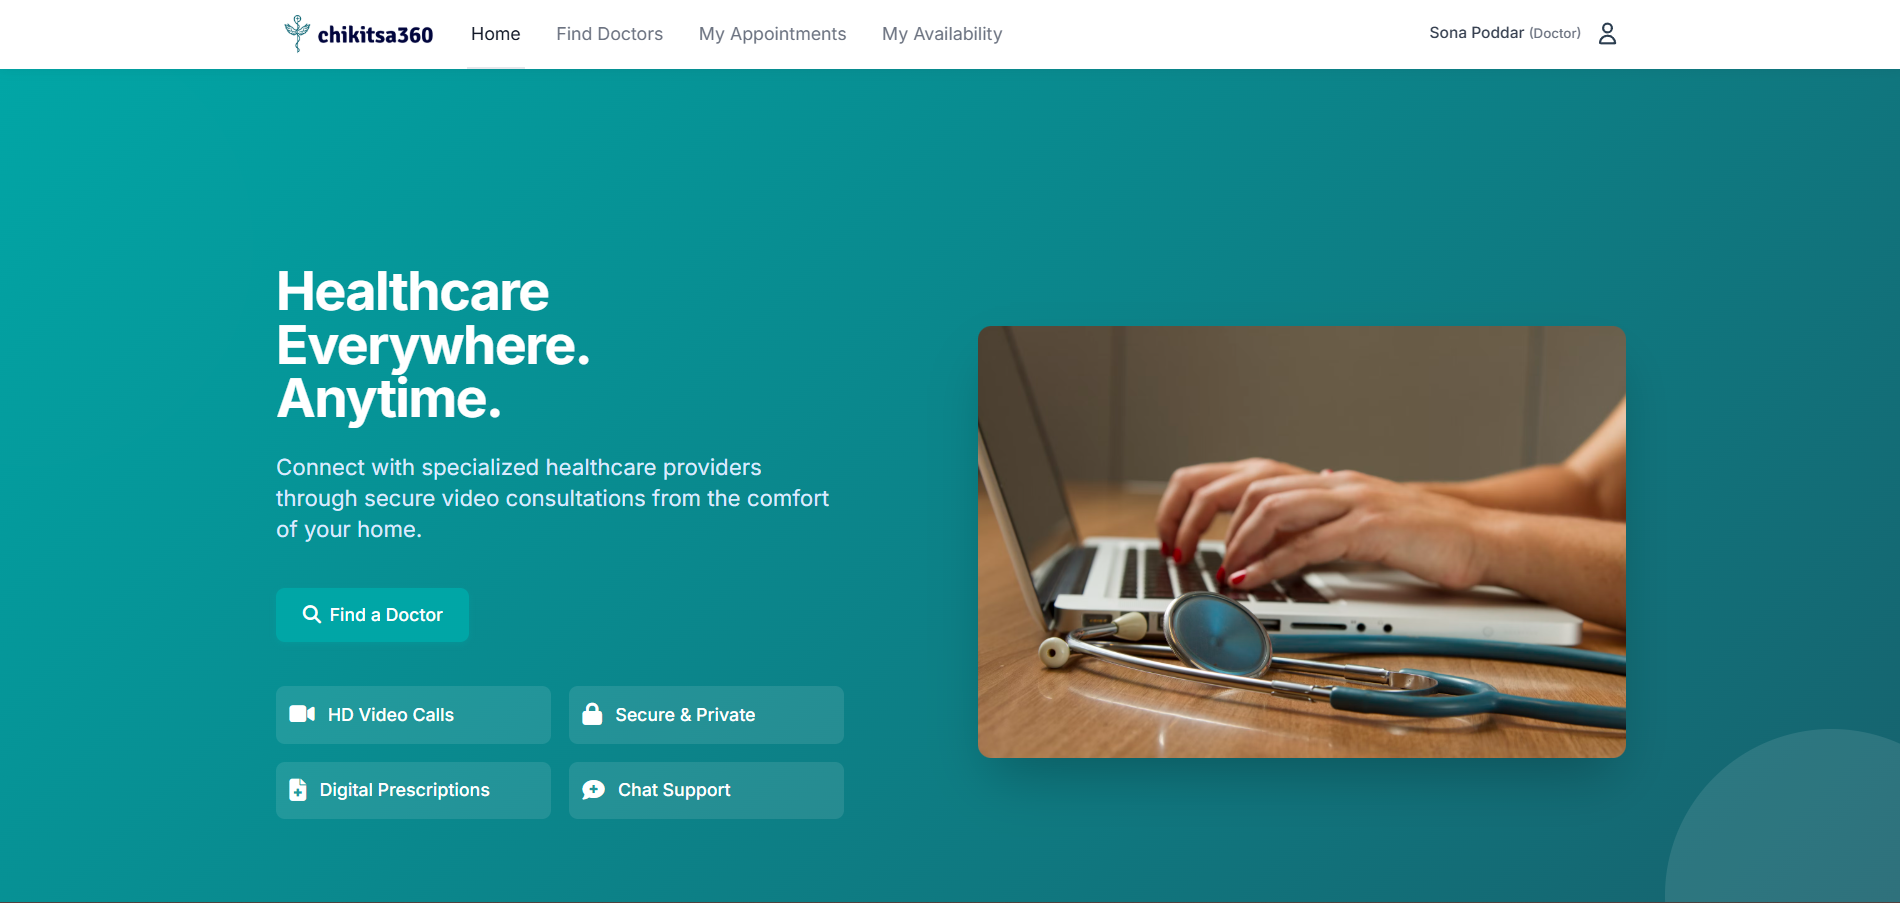 chikitsa360
Home
Find Doctors
My Appointments
My Availability
Sona Poddar (Doctor)
Healthcare
Everywhere.
Anytime.
Connect with specialized healthcare providers
through secure video consultations from the comfort
of your home.
Find a Doctor
HD Video Calls
Secure & Private
Digital Prescriptions
Chat Support